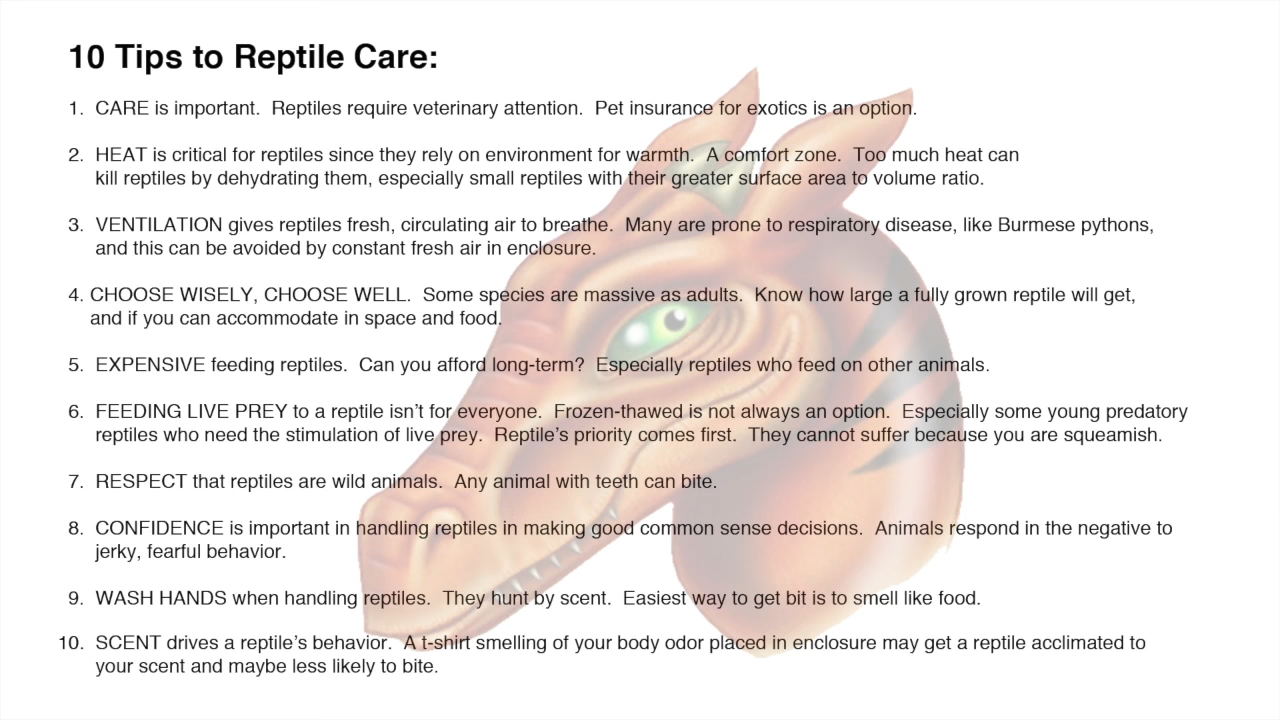 10 Tips to Reptile Care:
1. CARE is important. Reptiles require veterinary attention. Pet insurance for exotics is an option.
2. HEAT is critical for reptiles since they rely on environment for warmth. A comfort zone. Too much heat can
kill reptiles by dehydrating them, especially small reptiles with their greater surface area to volume ratio.
3. VENTILATION gives reptiles fresh, circulating air to breathe. Many are prone to respiratory disease, like Burmese pythons,
and this can be avoided by constant fresh air in enclosure.
4. CHOOSE WISELY, CHOOSE WELL. Some species are massive as adults. Know how large a fully grown reptile will get,
and if you can accommodate in space and food.
5. EXPENSIVE feeding reptiles. Can you afford long-term? Especially reptiles who feed on other animals.
6. FEEDING LIVE PREY to a reptile isn't for everyone. Frozen-thawed is not always an option. Especially some young predatory
reptiles who need the stimulation of live prey. Reptile's priority comes first. They cannot suffer because you are squeamish.
7. RESPECT that reptiles are wild animals. Any animal with teeth can bite.
8. CONFIDENCE is important in handling reptiles in making good common sense decisions. Animals respond in the negative to
jerky, fearful behavior.
9. WASH HANDS when handling reptiles. They hunt by scent. Easiest way to get bit is to smell like food.
10. SCENT drives a reptile's behavior. A t-shirt smelling of your body odor placed in enclosure may get a reptile acclimated to
your scent and maybe less likely to bite.